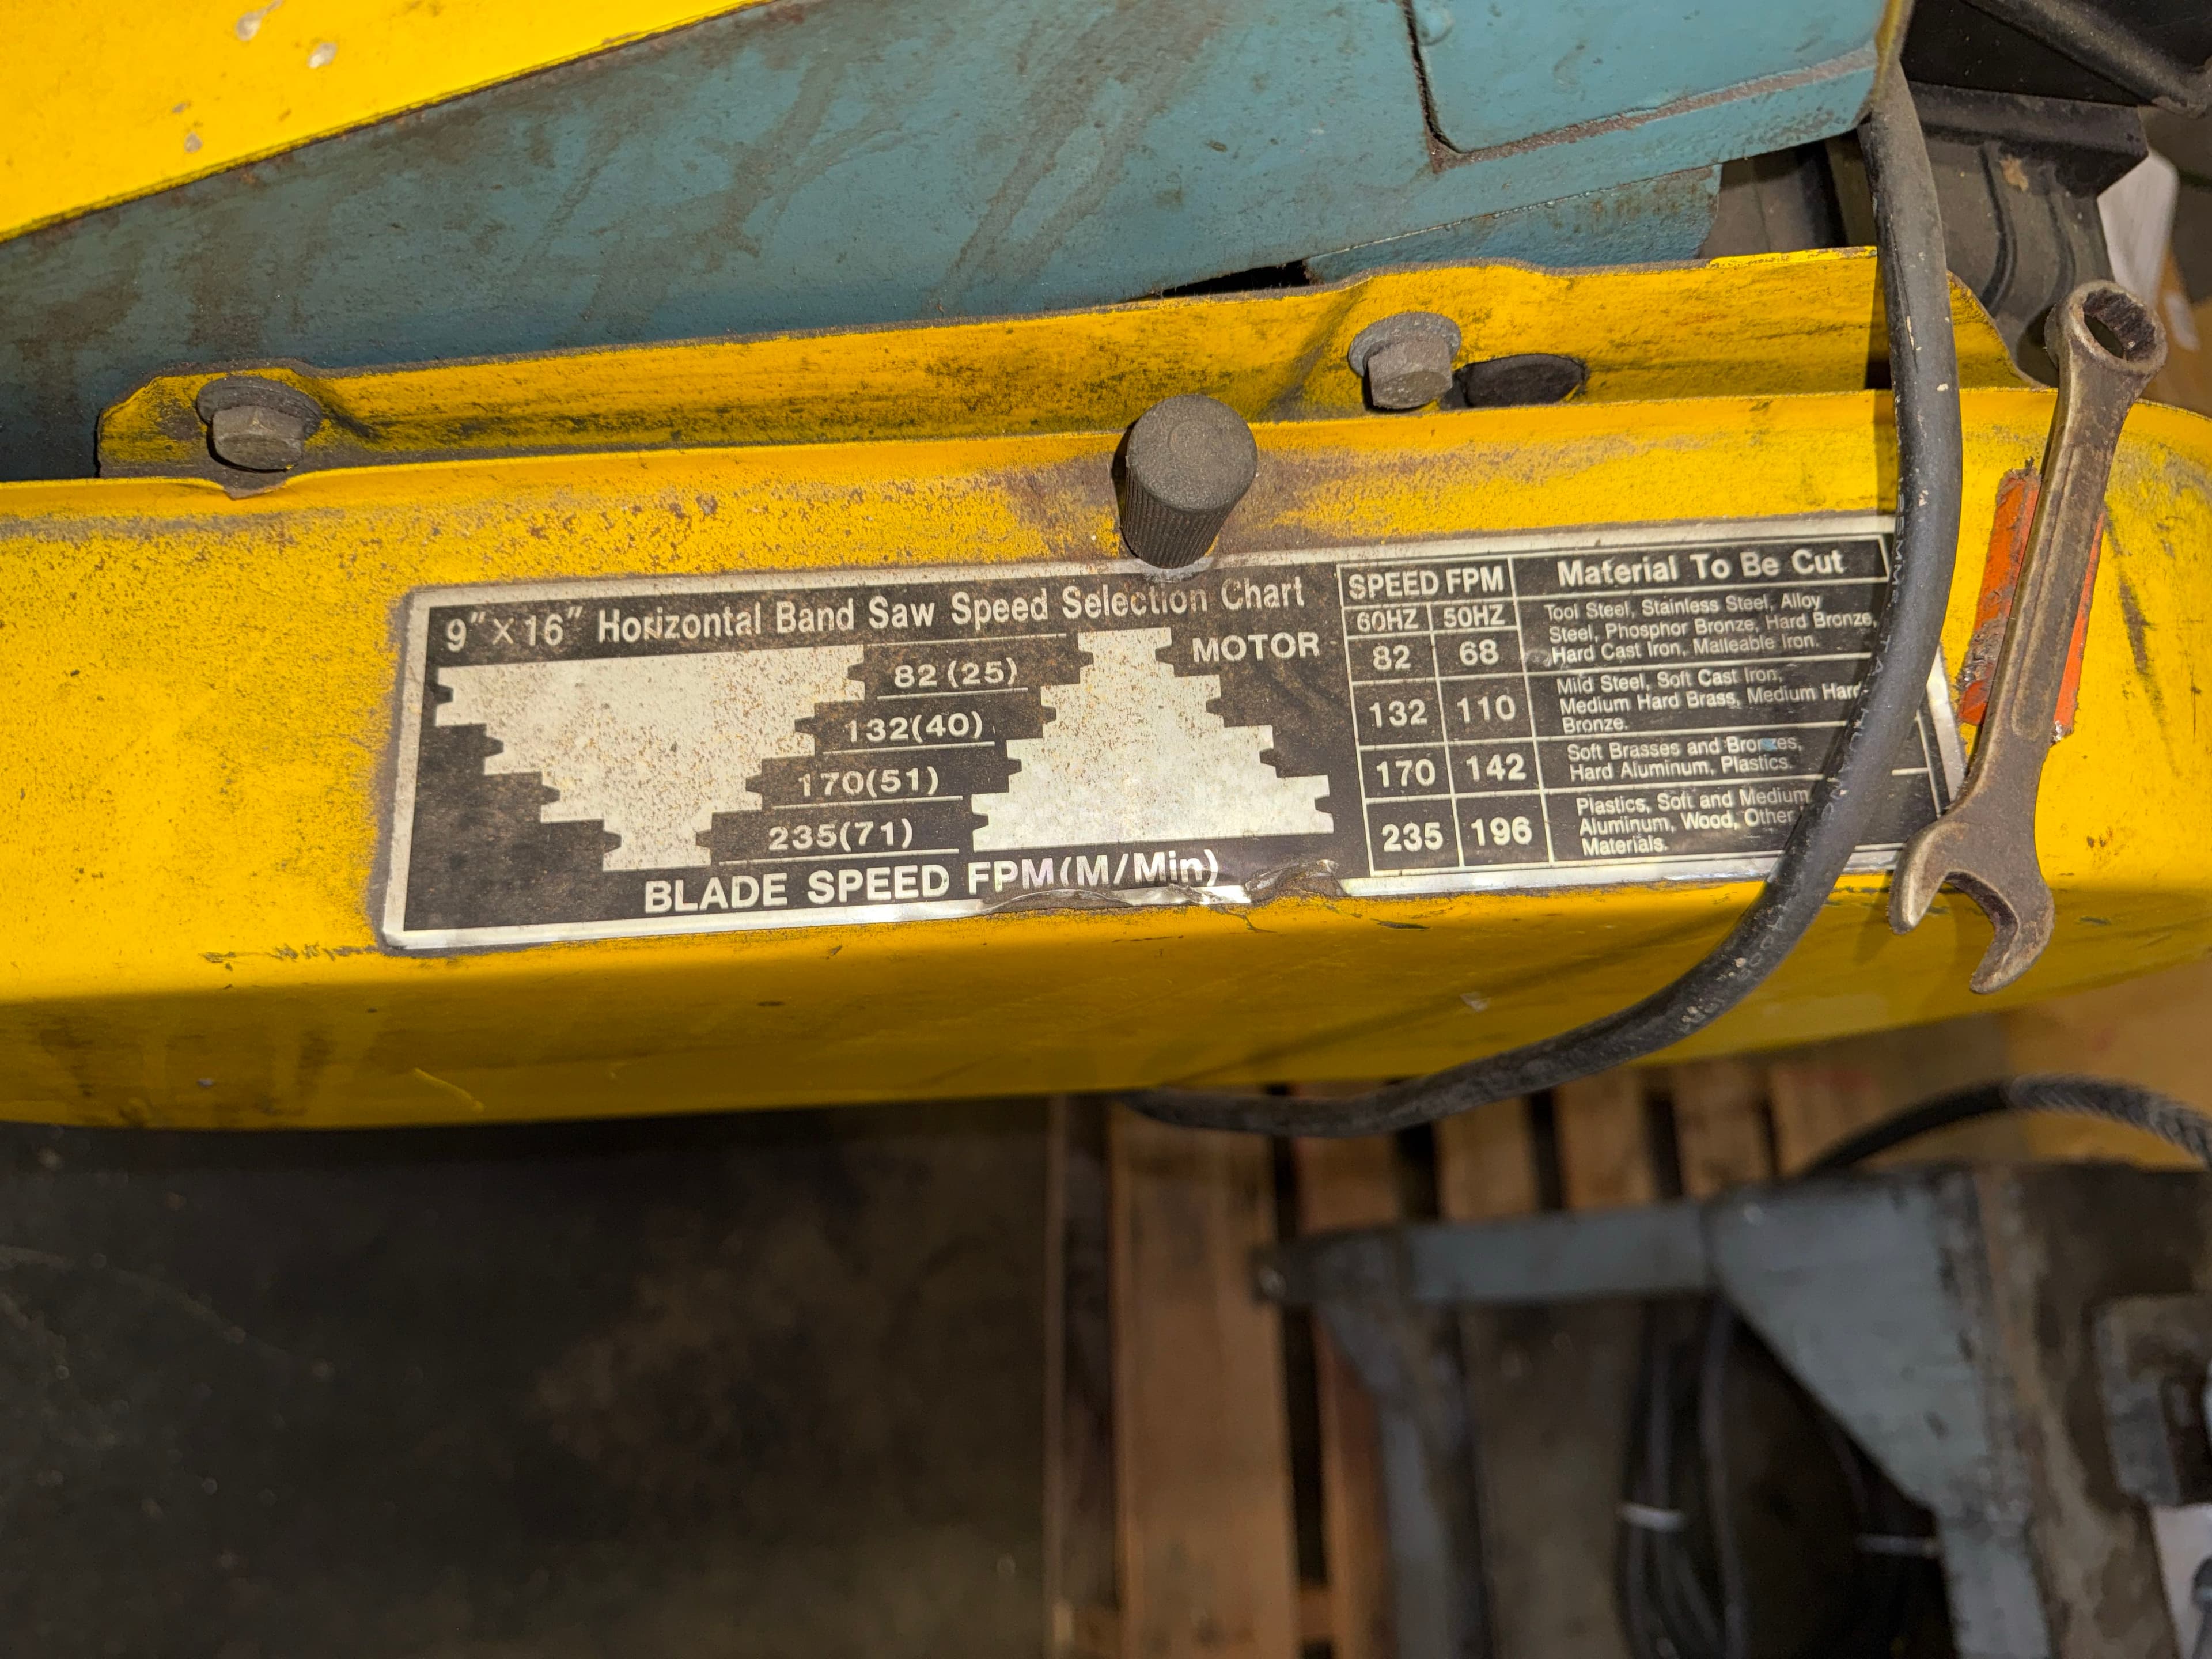 9" X 16" Horizontal Band Saw Speed Selection Chart
MOTOR
82 (25)
132(40)
170(51)
235(71)
BLADE SPEED FPM(M/Min)
SPEED FPM Material To Be Cut
60HZ 50HZ
82 68
Tool Steel, Stainless Steel, Alloy
Steel, Phosphor Bronze, Hard Bronze,
Hard Cast Iron, Malleable Iron.
132 110
Mild Steel, Soft Cast Iron,
Medium Hard Brass, Medium Hard
Bronze.
170 142
Soft Brasses and Bronzes,
Hard Aluminum, Plastics.
235 196
Plastics, Soft and Medium
Aluminum, Wood, Other
Materials.